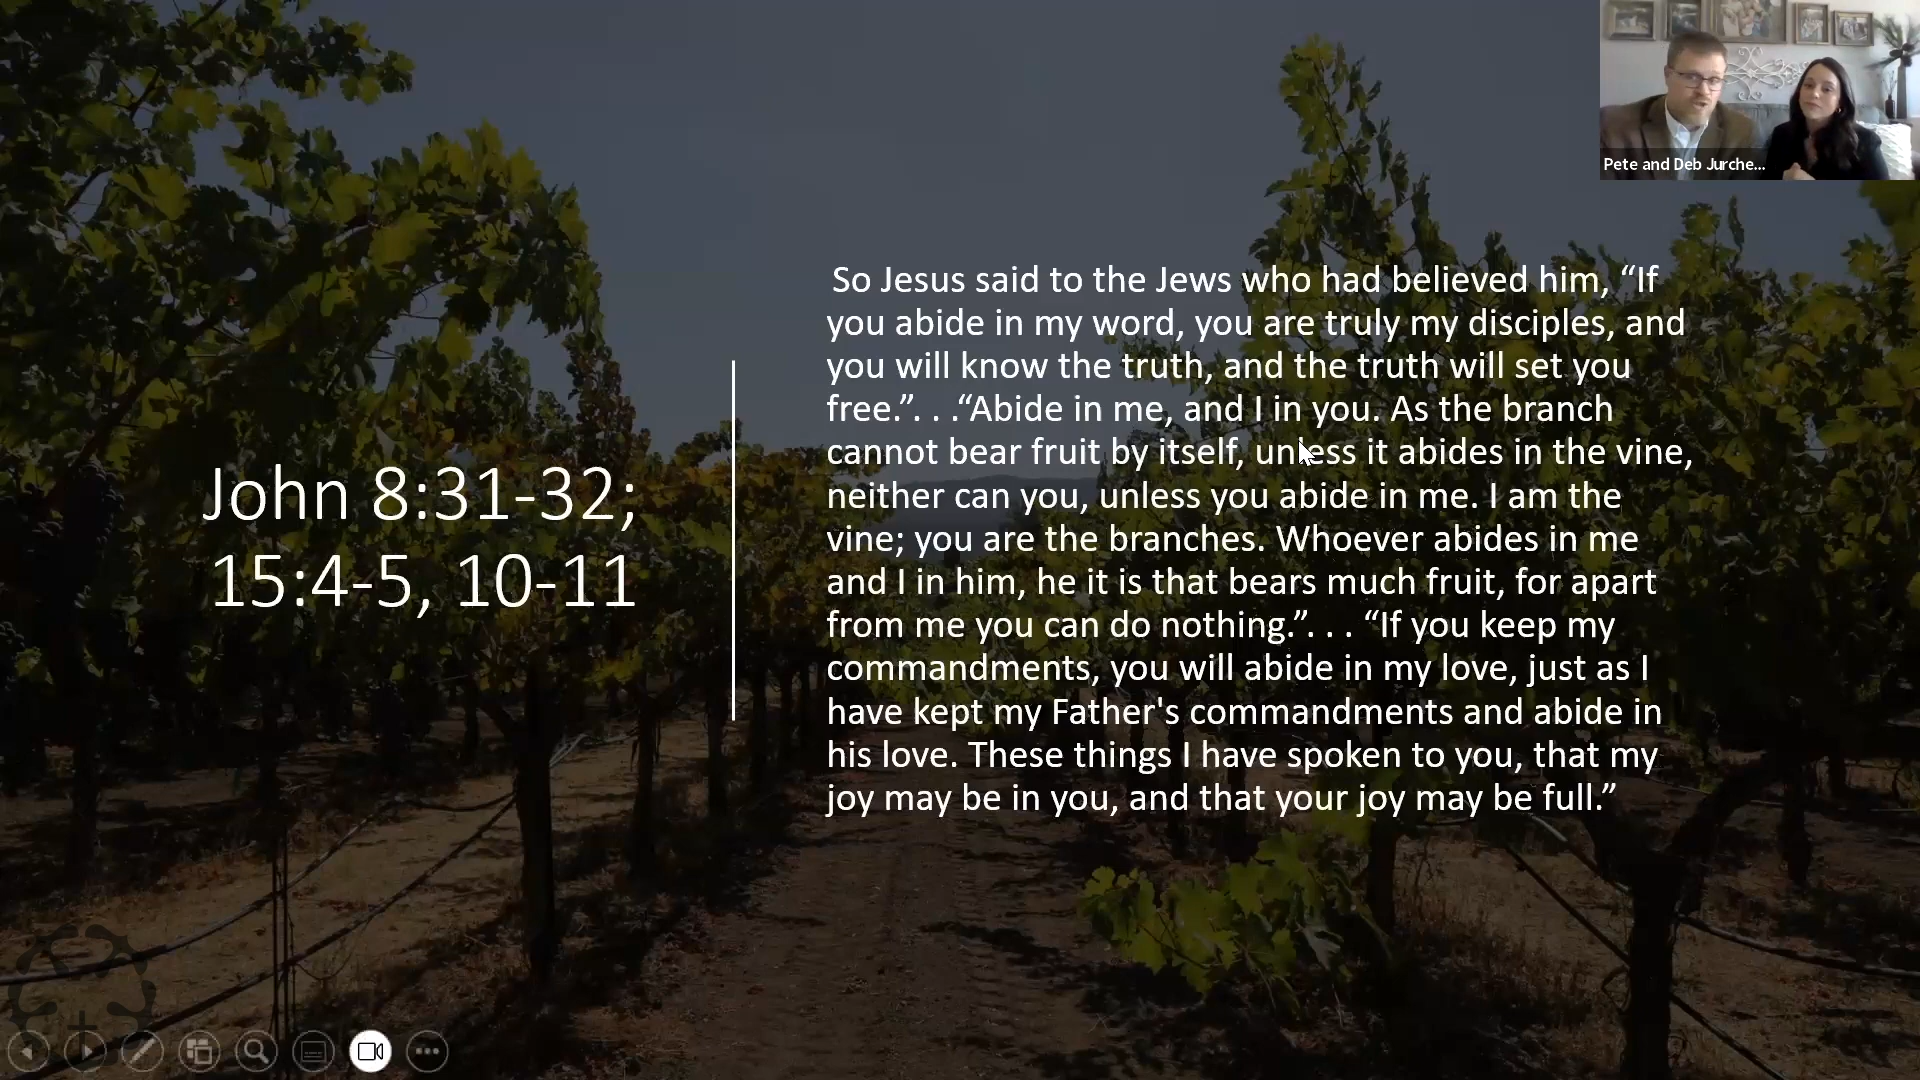 Pete and Deb Jurche...
John 8:31-32;
15:4-5, 10-11
So Jesus said to the Jews who had believed him, “If
you abide in my word, you are truly my disciples, and
you will know the truth, and the truth will set you
free.”. . .“Abide in me, and I in you. As the branch
cannot bear fruit by itself, unless it abides in the vine,
neither can you, unless you abide in me. I am the
vine; you are the branches. Whoever abides in me
and I in him, he it is that bears much fruit, for apart
from me you can do nothing.”. . . “If you keep my
commandments, you will abide in my love, just as I
have kept my Father's commandments and abide in
his love. These things I have spoken to you, that my
joy may be in you, and that your joy may be full.”